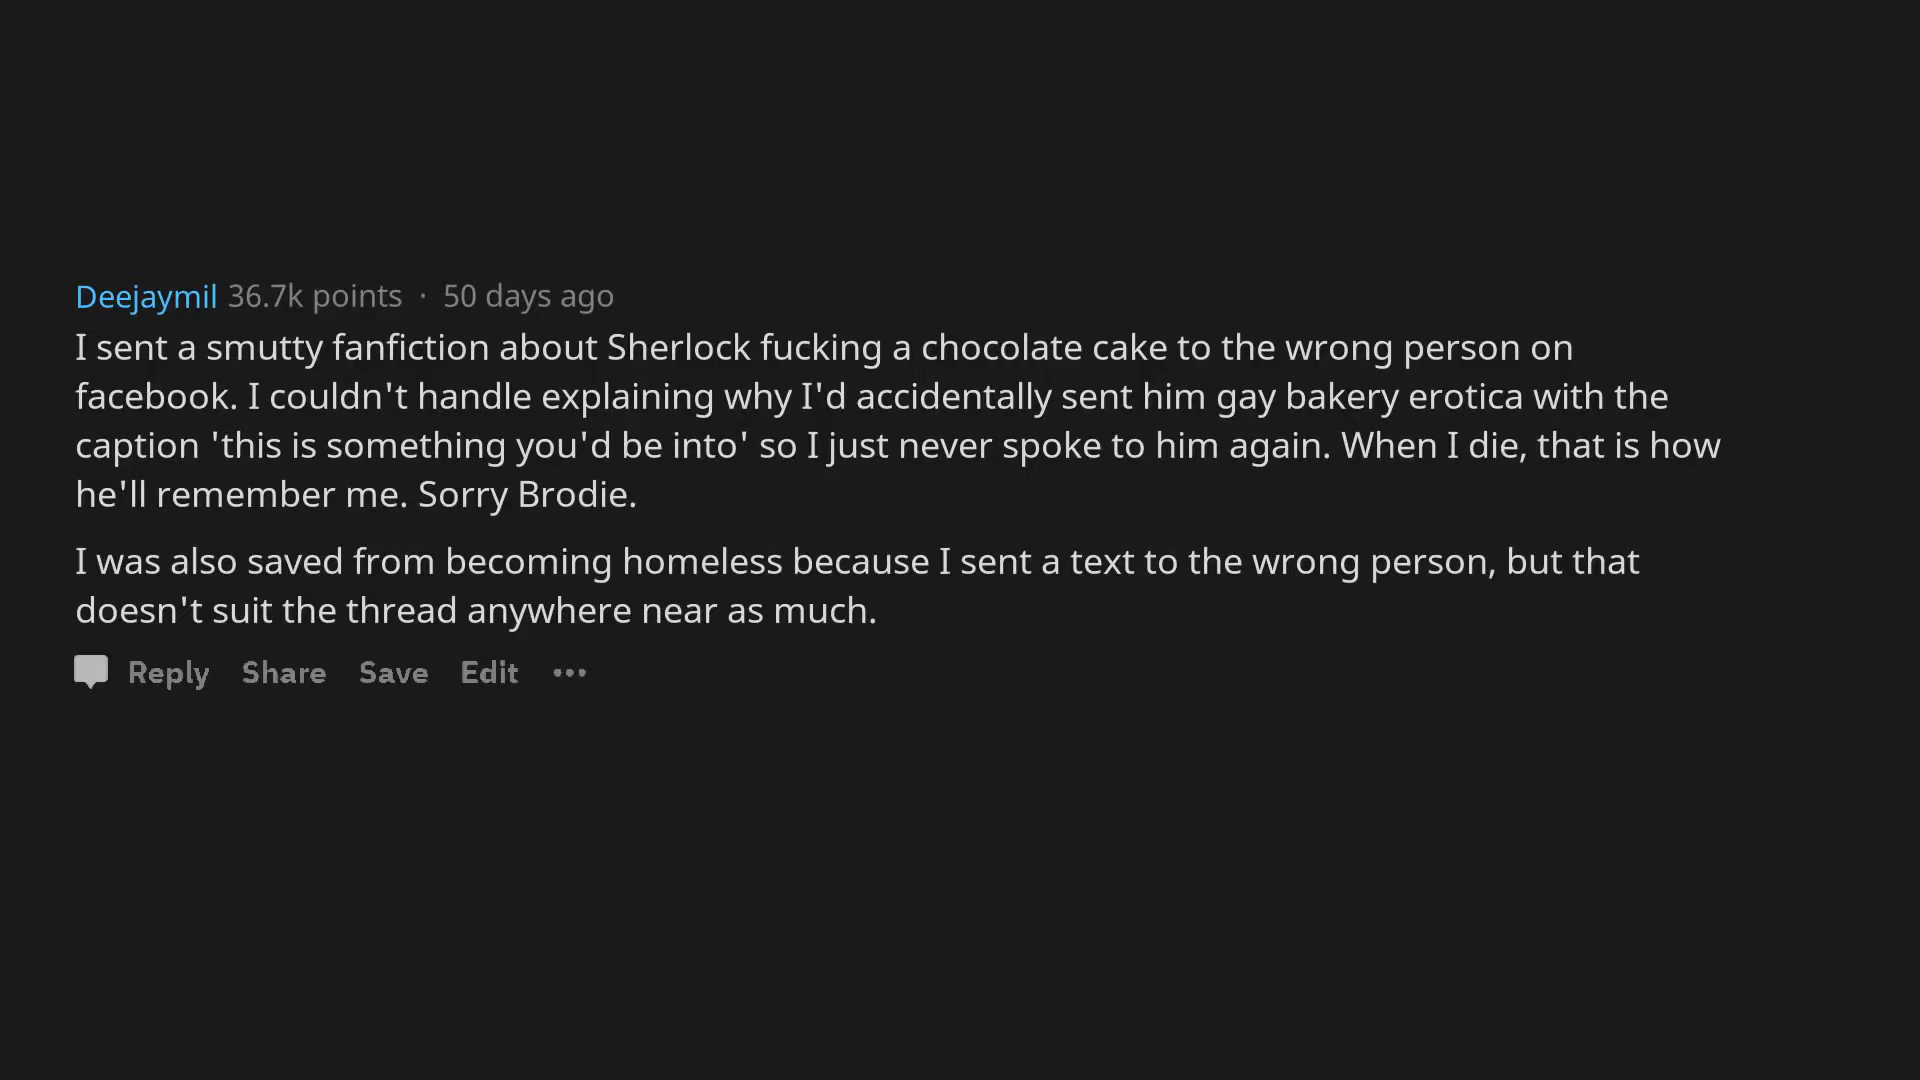 Deejaymil 36.7k points · 50 days ago
I sent a smutty fanfiction about Sherlock fucking a chocolate cake to the wrong person on
facebook. I couldn't handle explaining why I'd accidentally sent him gay bakery erotica with the
caption 'this is something you'd be into' so I just never spoke to him again. When I die, that is how
he'll remember me. Sorry Brodie.
I was also saved from becoming homeless because I sent a text to the wrong person, but that
doesn't suit the thread anywhere near as much.
Reply Share Save Edit •••